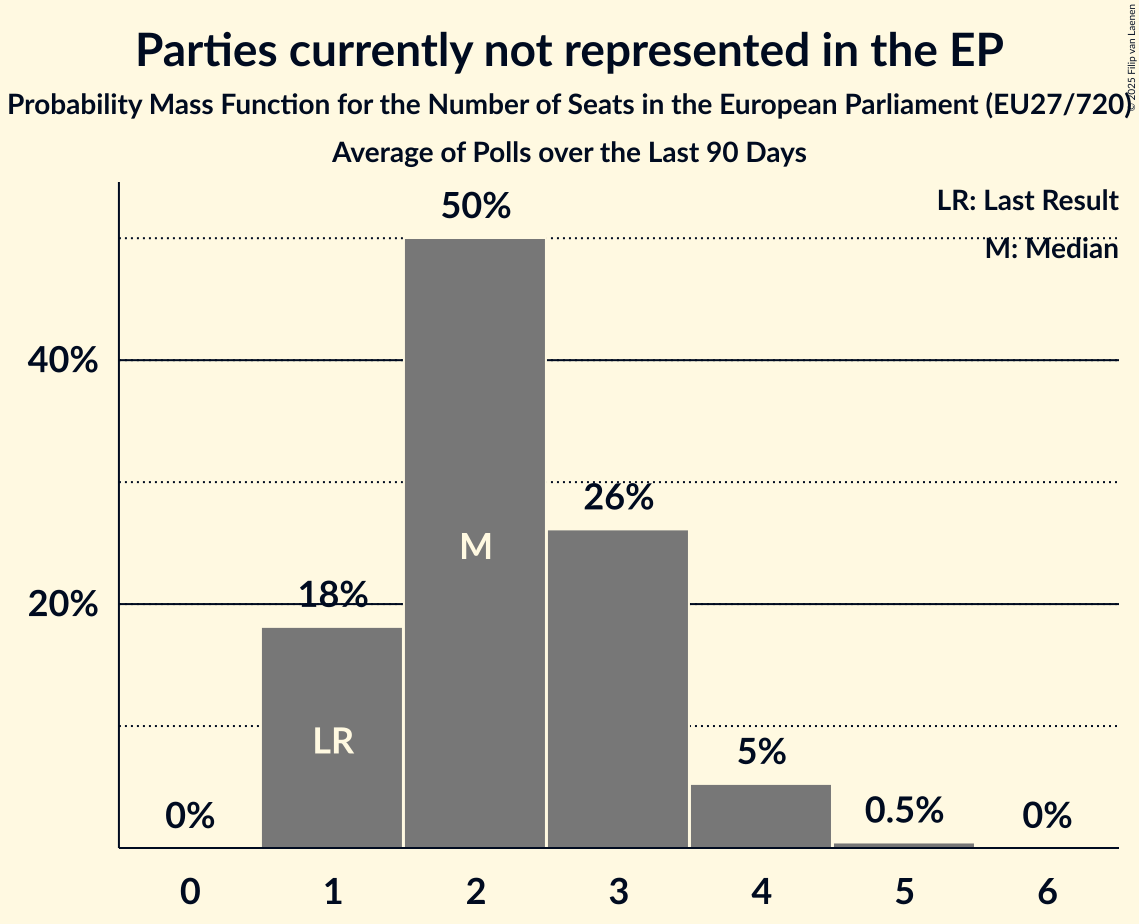 Parties currently not represented in the EP
Probability Mass Function for the Number of Seats in the European Parliament (EU27/720)
Average of Polls over the Last 90 Days
© 2025 Filip van Laenen
LR: Last Result
M: Median
50%
40%
26%
M
18%
20%
LR
5%
0.5%
0%
0%
0 1 2 3 4 5 6